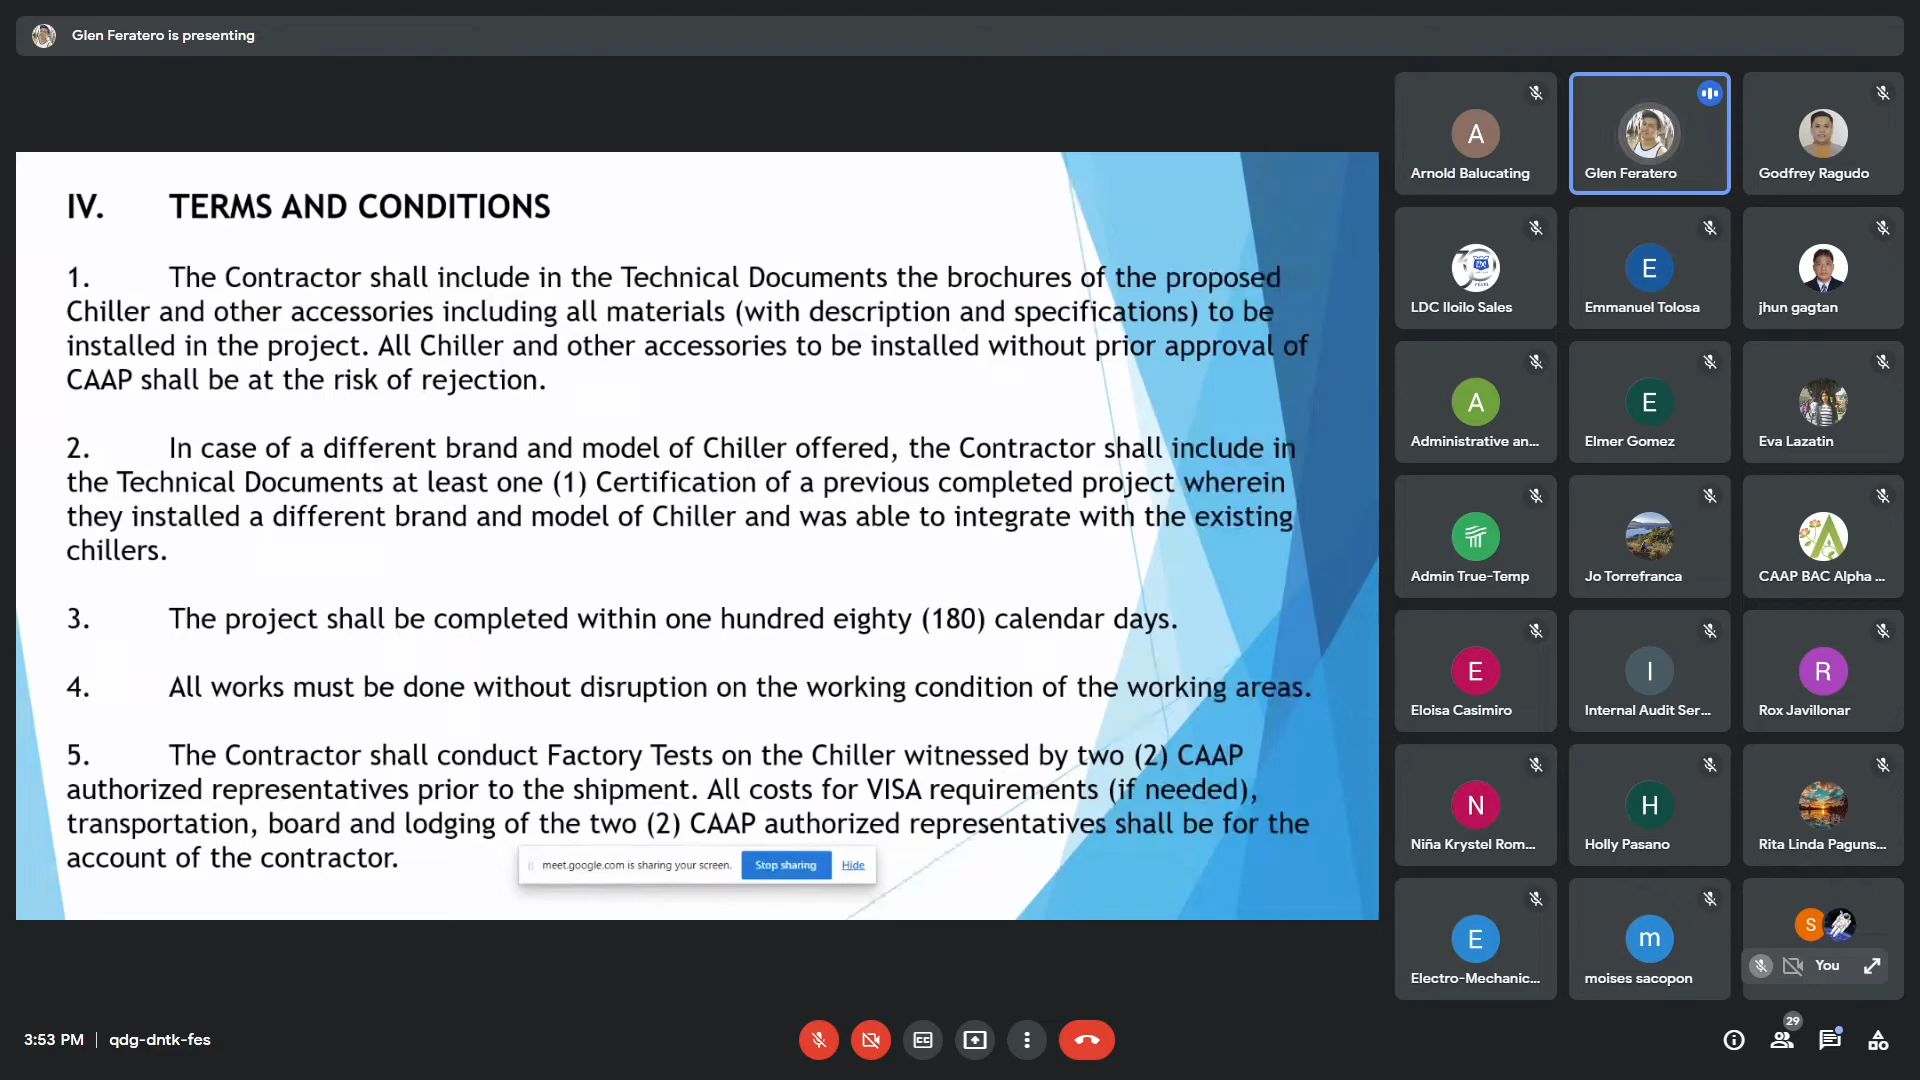 Glen Feratero is presenting
IV. TERMS AND CONDITIONS
1. The Contractor shall include in the Technical Documents the brochures of the proposed
Chiller and other accessories including all materials (with description and specifications) to be
installed in the project. All Chiller and other accessories to be installed without prior approval of
CAAP shall be at the risk of rejection.
2. In case of a different brand and model of Chiller offered, the Contractor shall include in
the Technical Documents at least one (1) Certification of a previous completed project wherein
they installed a different brand and model of Chiller and was able to integrate with the existing
chillers.
3. The project shall be completed within one hundred eighty (180) calendar days.
4. All works must be done without disruption on the working condition of the working areas.
5. The Contractor shall conduct Factory Tests on the Chiller witnessed by two (2) CAAP
authorized representatives prior to the shipment. All costs for VISA requirements (if needed),
transportation, board and lodging of the two (2) CAAP authorized representatives shall be for the
account of the contractor.
meet.google.com is sharing your screen. Stop sharing Hide
A
Arnold Balucating Glen Feratero Godfrey Ragudo
30 YEARS E
LDC Iloilo Sales Emmanuel Tolosa jhun gagtan
A E
Administrative an... Elmer Gomez Eva Lazatin
Admin True-Temp Jo Torrefranca CAAP BAC Alpha ...
E I R
Eloisa Casimiro Internal Audit Ser... Rox Javillonar
N H
Niña Krystel Rom... Holly Pasano Rita Linda Paguns...
E m S
You
Electro-Mechanic... moises sacopon
3:53 PM | qdg-dntk-fes
29